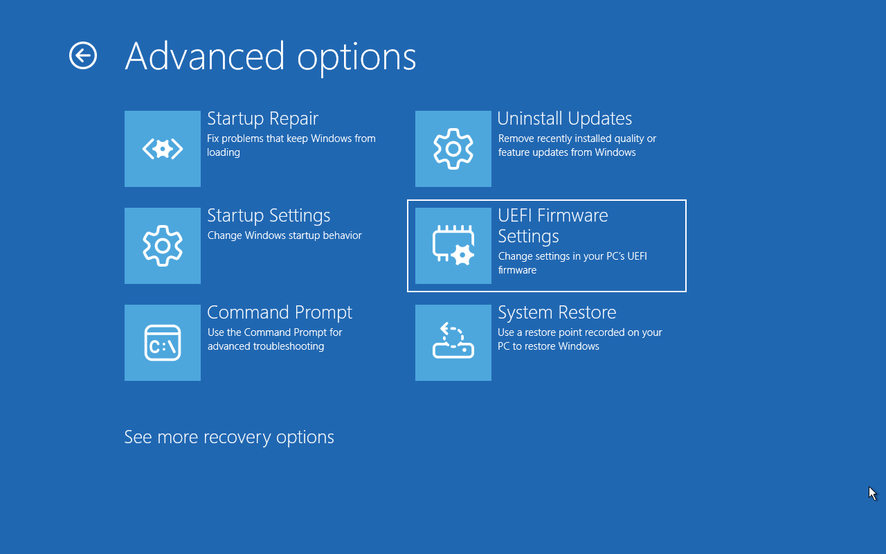 Advanced options
Startup Repair
Fix problems that keep Windows from
loading
Uninstall Updates
Remove recently installed quality or
feature updates from Windows
Startup Settings
Change Windows startup behavior
UEFI Firmware
Settings
Change settings in your PC's UEFI
firmware
C:\
Command Prompt
Use the Command Prompt for
advanced troubleshooting
System Restore
Use a restore point recorded on your
PC to restore Windows
See more recovery options